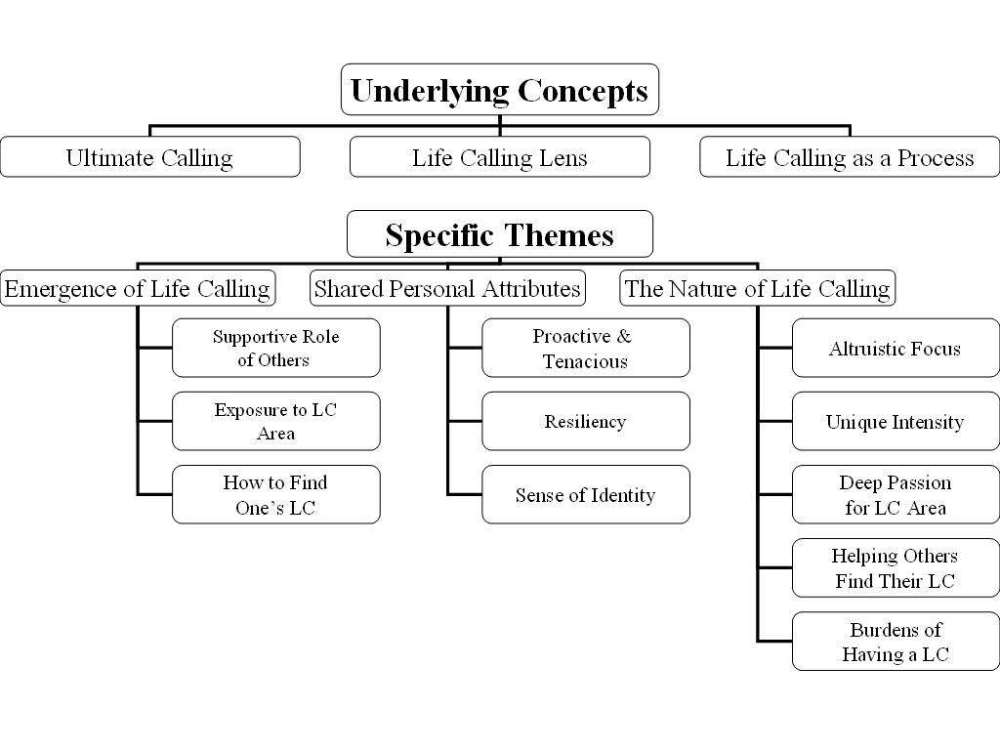 Underlying Concepts
Ultimate Calling
Life Calling Lens
Life Calling as a Process
Specific Themes
Emergence of Life Calling
Shared Personal Attributes
The Nature of Life Calling
Supportive Role
of Others
Exposure to LC
Area
How to Find
One’s LC
Proactive &
Tenacious
Resiliency
Sense of Identity
Altruistic Focus
Unique Intensity
Deep Passion
for LC Area
Helping Others
Find Their LC
Burdens of
Having a LC